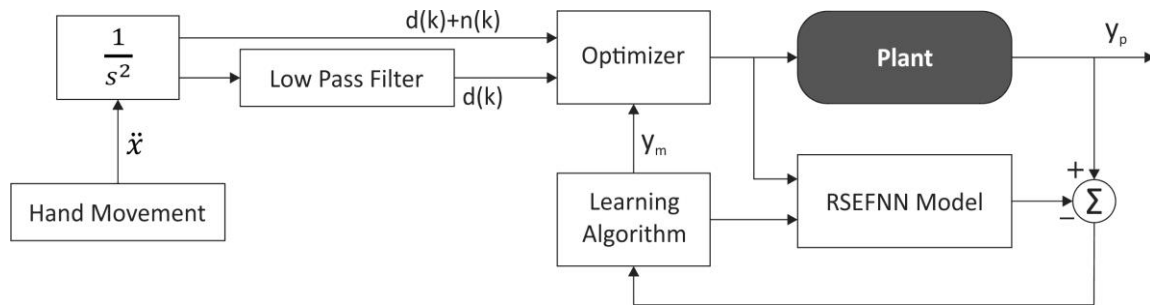 1
s²
d(k)+n(k)
Low Pass Filter
d(k)
Optimizer
Plant
yₚ
ẍ
yₘ
Hand Movement
Learning
Algorithm
RSEFNN Model
+
−
Σ